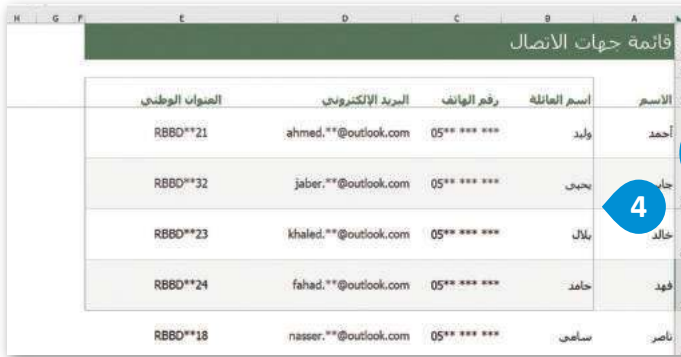 A B C D E F G H
قائمة جهات الاتصال
الاسم اسم العائلة رقم الهاتف البريد الإلكتروني العنوان الوطني
أحمد وليد 05** *** *** ahmed.**@outlook.com RBBD**21
يحيى 05** *** *** jaber.**@outlook.com RBBD**32
4
خالد بلال 05** *** *** khaled.**@outlook.com RBBD**23
فهد حامد 05** *** *** fahad.**@outlook.com RBBD**24
ناصر سامي 05** *** *** nasser.**@outlook.com RBBD**18